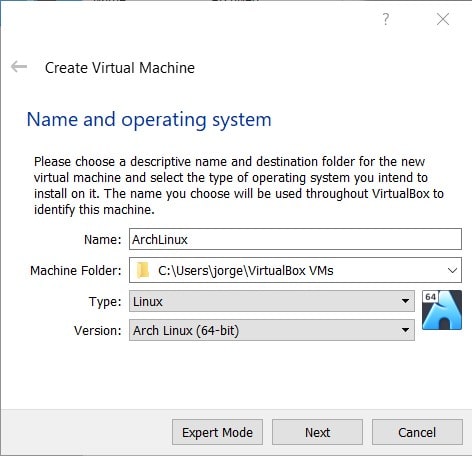 ?
Create Virtual Machine
Name and operating system
Please choose a descriptive name and destination folder for the new
virtual machine and select the type of operating system you intend to
install on it. The name you choose will be used throughout VirtualBox to
identify this machine.
Name: ArchLinux
Machine Folder: C:\Users\jorge\VirtualBox VMs
Type: Linux
64
Version: Arch Linux (64-bit)
Expert Mode Next Cancel